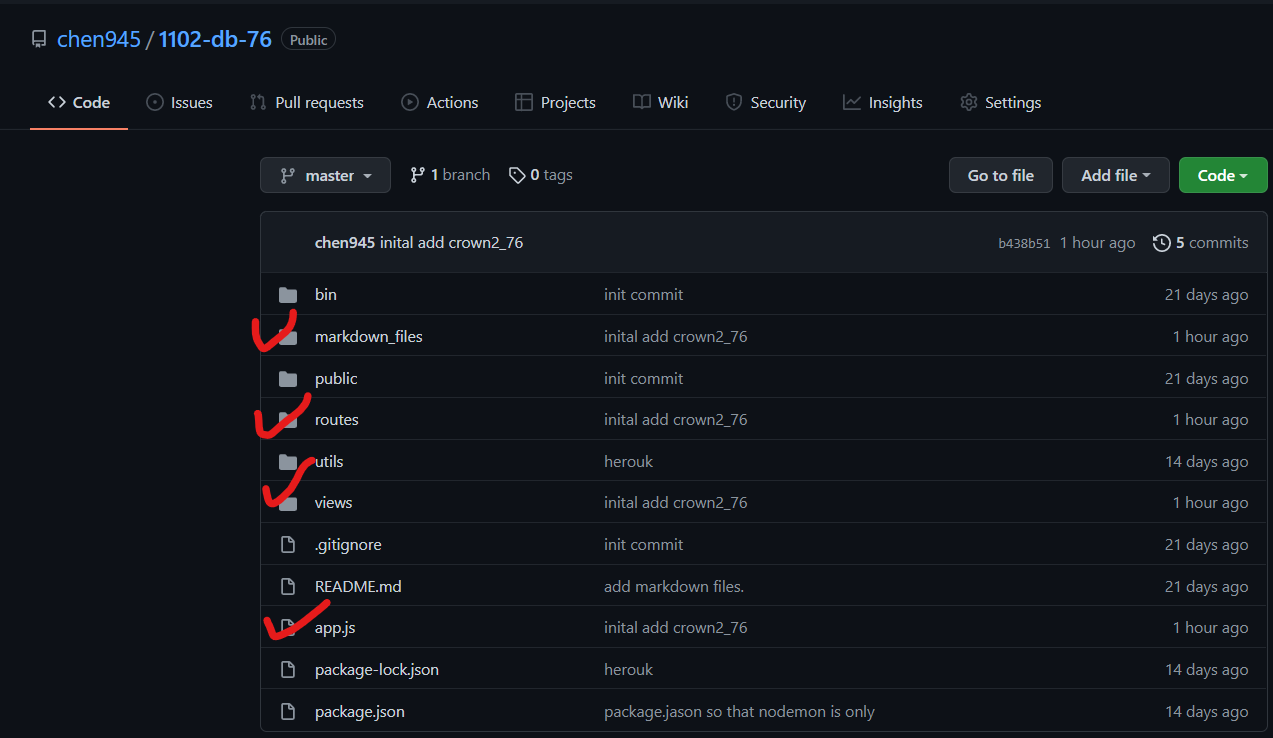 chen945 / 1102-db-76 Public
Code Issues Pull requests Actions Projects Wiki Security Insights Settings
master 1 branch 0 tags Go to file Add file Code
chen945 inital add crown2_76 b438b51 1 hour ago 5 commits
bin init commit 21 days ago
markdown_files inital add crown2_76 1 hour ago
public init commit 21 days ago
routes inital add crown2_76 1 hour ago
utils herouk 14 days ago
views inital add crown2_76 1 hour ago
.gitignore init commit 21 days ago
README.md add markdown files. 21 days ago
app.js inital add crown2_76 1 hour ago
package-lock.json herouk 14 days ago
package.json package.jason so that nodemon is only 14 days ago